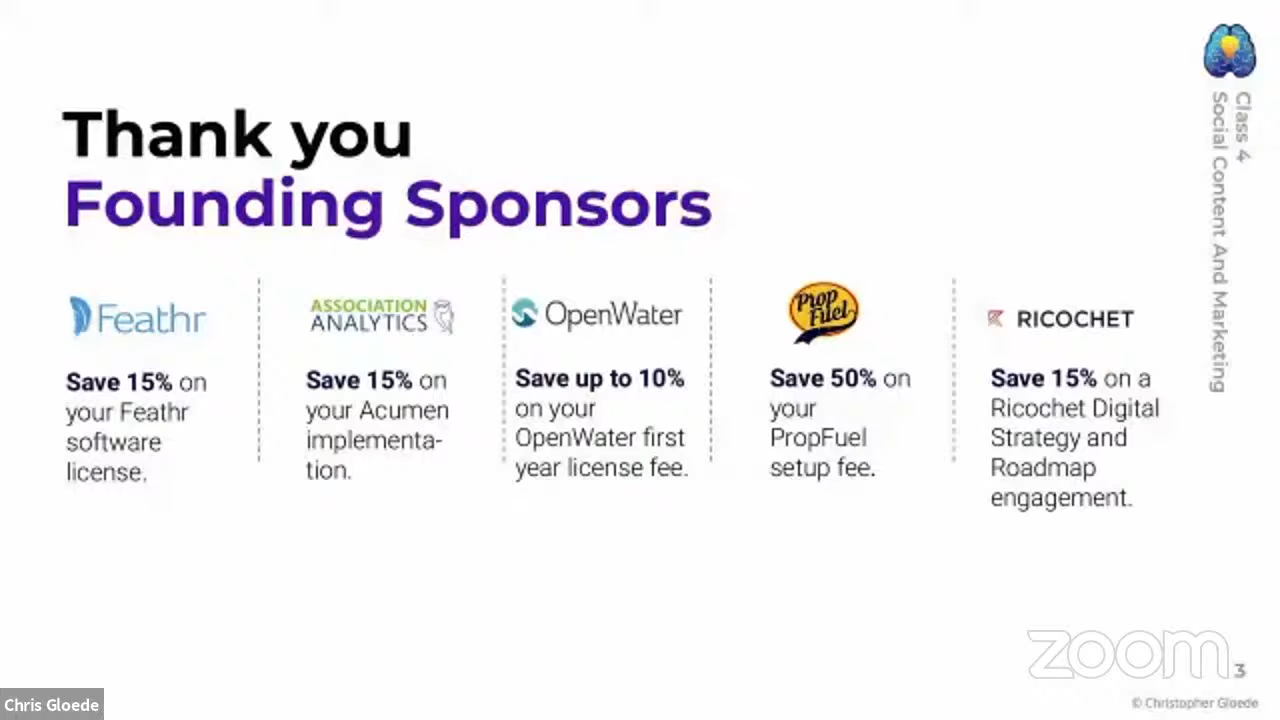 Thank you
Founding Sponsors
Feathr
Save 15% on
your Feathr
software
license.
ASSOCIATION
ANALYTICS
Save 15% on
your Acumen
implementa-
tion.
OpenWater
Save up to 10%
on your
OpenWater first
year license fee.
Prop
Fuel
Save 50% on
your
PropFuel
setup fee.
RICOCHET
Save 15% on a
Ricochet Digital
Strategy and
Roadmap
engagement.
Class 4
Social Content And Marketing
zoom
3
Chris Gloede
© Christopher Gloede